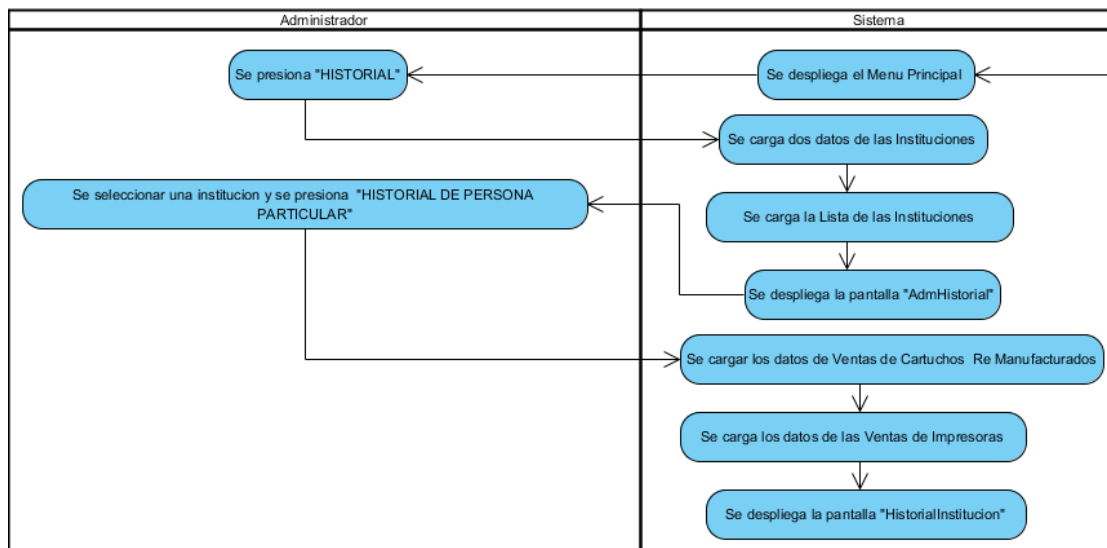 Administrador
Sistema
Se presiona "HISTORIAL"
Se despliega el Menu Principal
Se carga dos datos de las Instituciones
Se seleccionar una institucion y se presiona "HISTORIAL DE PERSONA
PARTICULAR"
Se carga la Lista de las Instituciones
Se despliega la pantalla "AdmHistorial"
Se cargar los datos de Ventas de Cartuchos Re Manufacturados
Se carga los datos de las Ventas de Impresoras
Se despliega la pantalla "HistorialInstitucion"